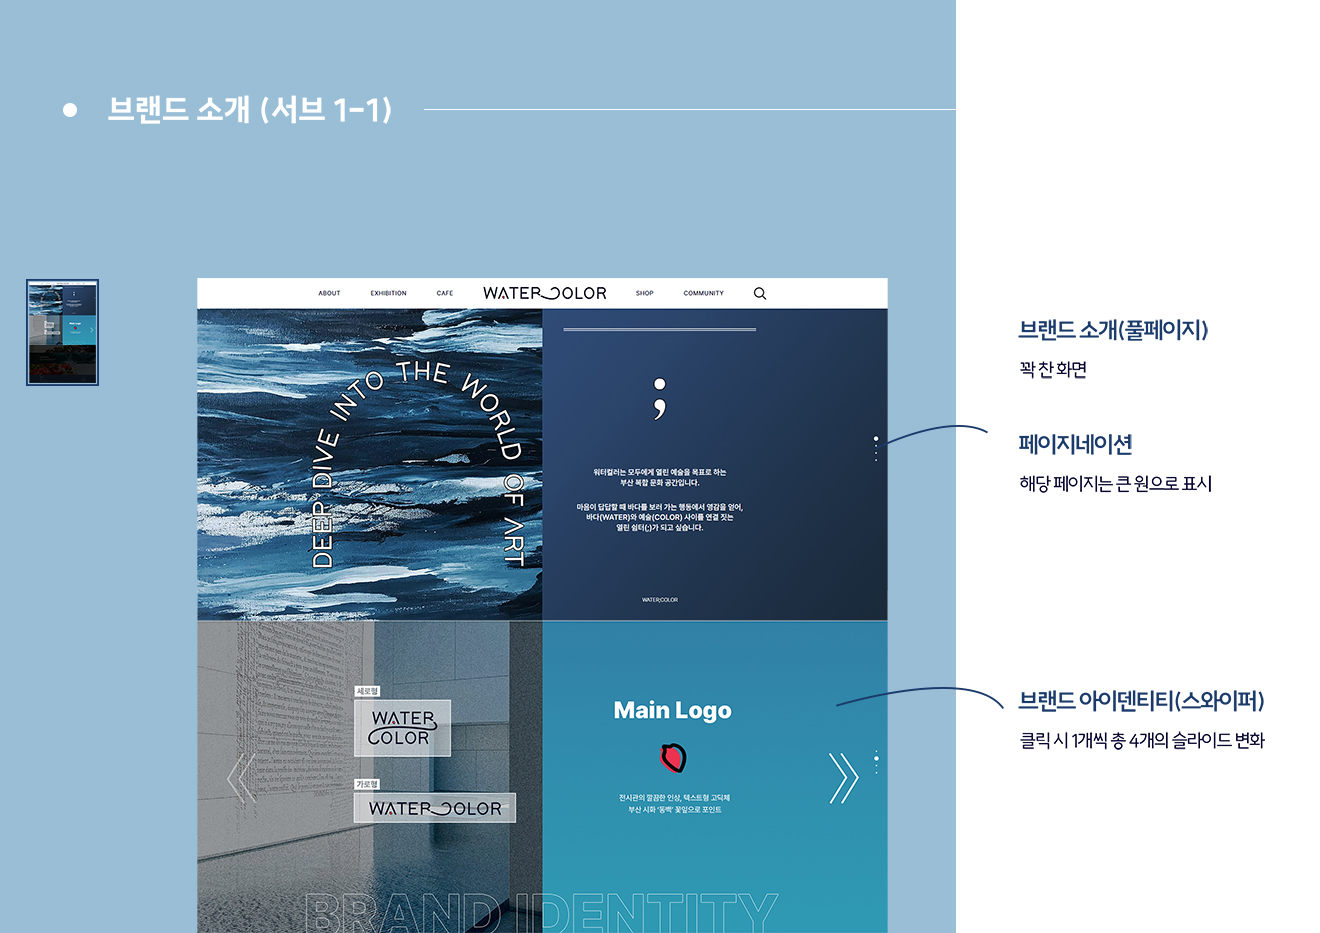 브랜드 소개 (서브 1-1)
ABOUT EXHIBITION CAFE WATER COLOR SHOP COMMUNITY
DEEP DIVE INTO THE WORLD OF ART
;
워터컬러는 모두에게 열린 예술을 목표로 하는
부산 복합 문화 공간입니다.
마음이 답답할 때 바다를 보러 가는 행동에서 영감을 얻어,
바다(WATER)와 예술(COLOR) 사이를 연결 짓는
열린 쉼터(;)가 되고 싶습니다.
WATER;COLOR
세로형
WATER
COLOR
가로형
WATER COLOR
Main Logo
전시관의 깔끔한 인상, 텍스트형 고딕체
부산 시화 '동백' 꽃잎으로 포인트
BRAND IDENTITY
브랜드 소개(풀페이지)
꽉 찬 화면
페이지네이션
해당 페이지는 큰 원으로 표시
브랜드 아이덴티티(스와이퍼)
클릭 시 1개씩 총 4개의 슬라이드 변화